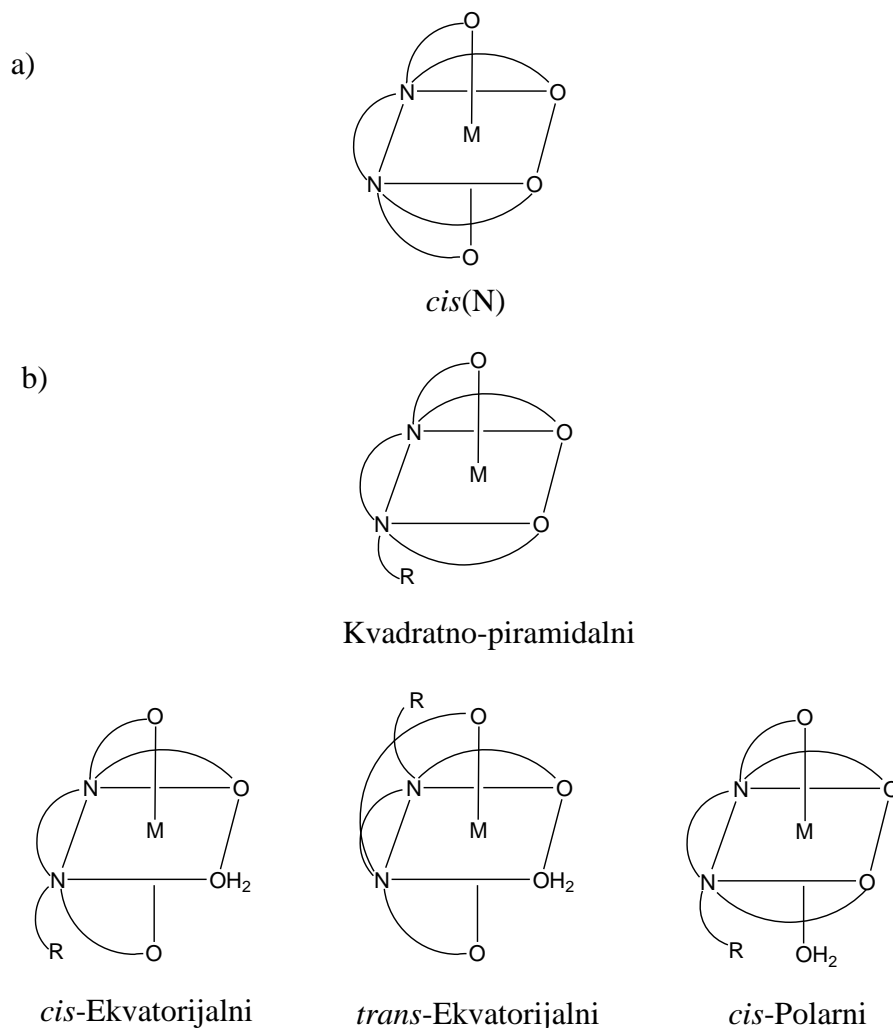 a)
O
N O
M
N O
O
cis(N)
b)
O
N O
M
N O
R
Kvadratno-piramidalni
O
N O
M
N OH2
R O
cis-Ekvatorijalni
R O
N O
M
N OH2
O
trans-Ekvatorijalni
O
N O
M
N O
R OH2
cis-Polarni